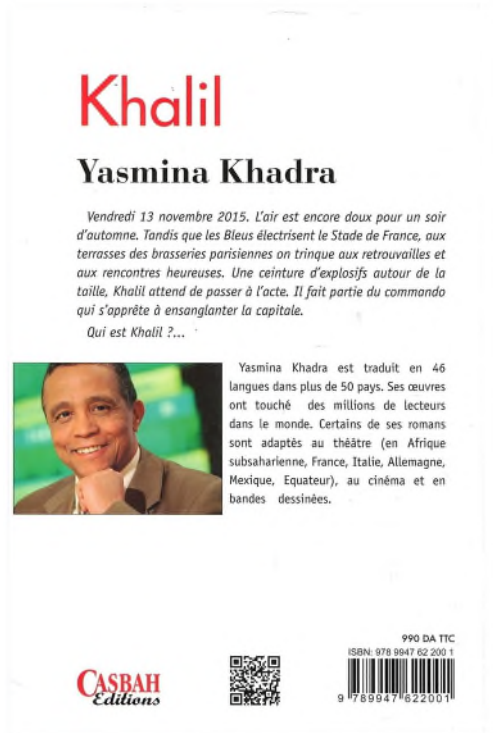 Khalil
Yasmina Khadra
Vendredi 13 novembre 2015. L'air est encore doux pour un soir
d'automne. Tandis que les Bleus électrisent le Stade de France, aux
terrasses des brasseries parisiennes on trinque aux retrouvailles et
aux rencontres heureuses. Une ceinture d'explosifs autour de la
taille, Khalil attend de passer à l'acte. Il fait partie du commando
qui s'apprête à ensanglanter la capitale.
Qui est Khalil ?...
Yasmina Khadra est traduit en 46
langues dans plus de 50 pays. Ses œuvres
ont touché des millions de lecteurs
dans le monde. Certains de ses romans
sont adaptés au théâtre (en Afrique
subsaharienne, France, Italie, Allemagne,
Mexique, Equateur), au cinéma et en
bandes dessinées.
990 DA TTC
ISBN: 978 9947 62 200 1
9 789947 622001
CASBAH
Editions